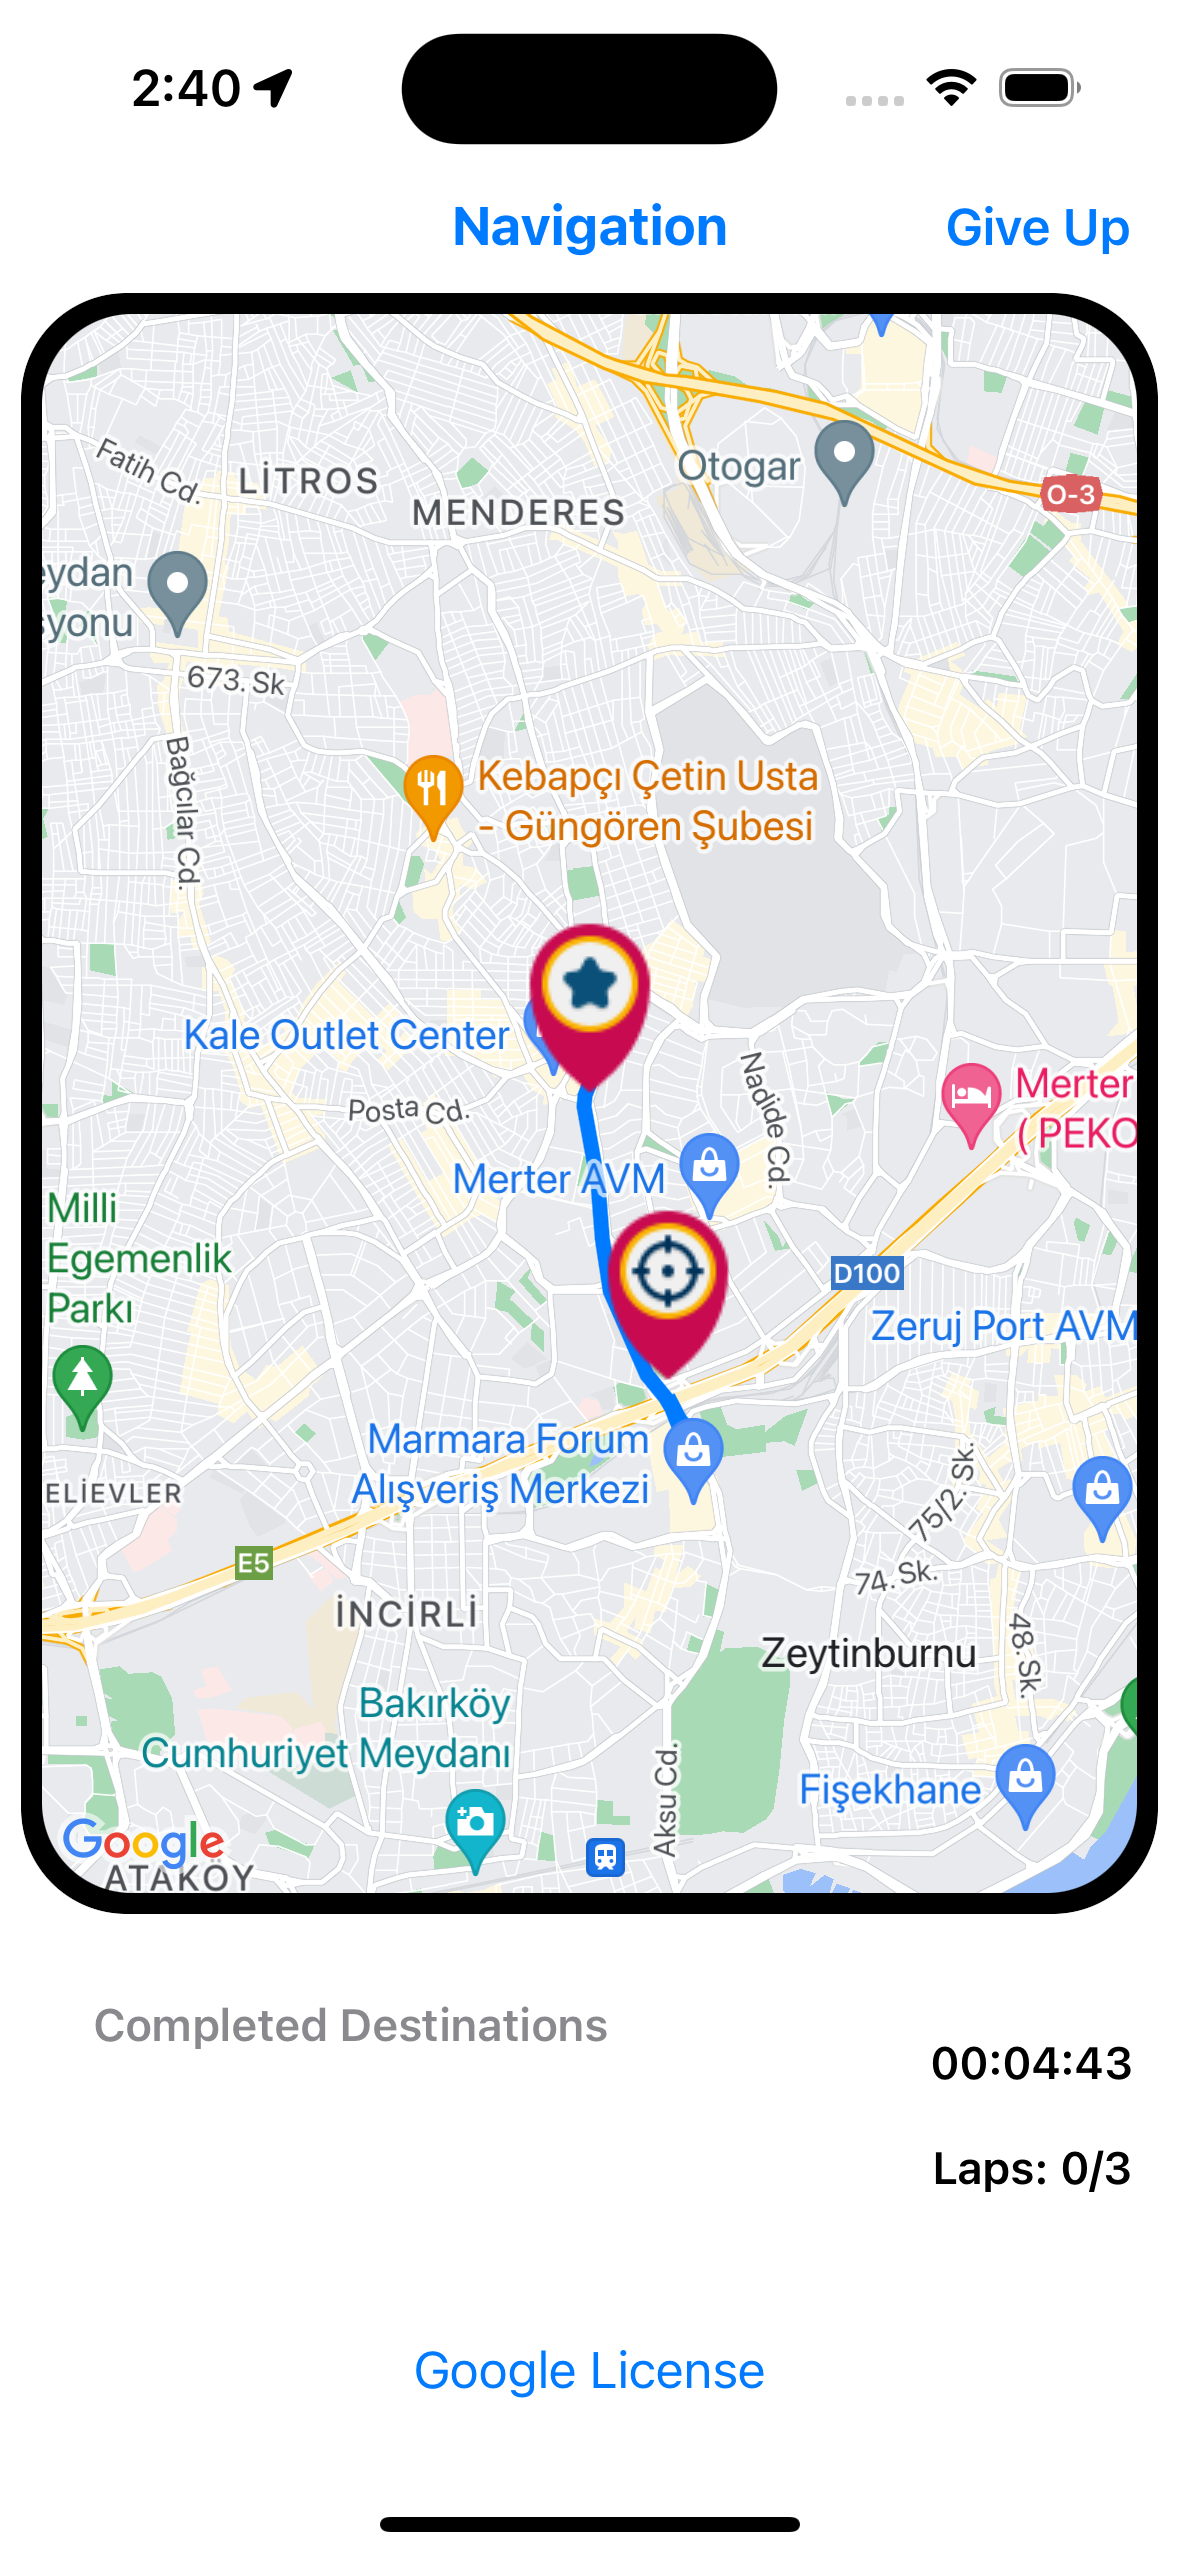 2:40
Navigation
Give Up
Fatih Cd.
LİTROS
MENDERES
Otogar
O-3
eydan
syonu
673. Sk
Bağcılar Cd.
Kebapçı Çetin Usta
- Güngören Şubesi
Kale Outlet Center
Posta Cd.
Nadide Cd.
Merter
( PEKO
Merter AVM
Milli
Egemenlik
Parkı
D100
Zeruj Port AVM
Marmara Forum
Alışveriş Merkezi
ELİEVLER
75/2. Sk.
E5
74. Sk.
İNCİRLİ
48. Sk.
Zeytinburnu
Bakırköy
Cumhuriyet Meydanı
Aksu Cd.
Fişekhane
Google
ATAKÖY
Completed Destinations
00:04:43
Laps: 0/3
Google License